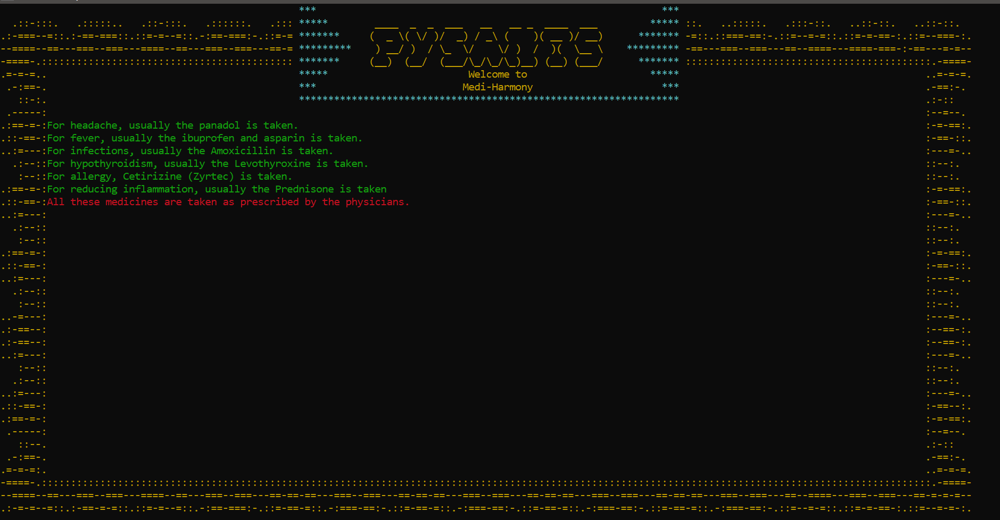 Welcome to
Medi-Harmony
For headache, usually the panadol is taken.
For fever, usually the ibuprofen and asparin is taken.
For infections, usually the Amoxicillin is taken.
For hypothyroidism, usually the Levothyroxine is taken.
For allergy, Cetirizine (Zyrtec) is taken.
For reducing inflammation, usually the Prednisone is taken
All these medicines are taken as prescribed by the physicians.